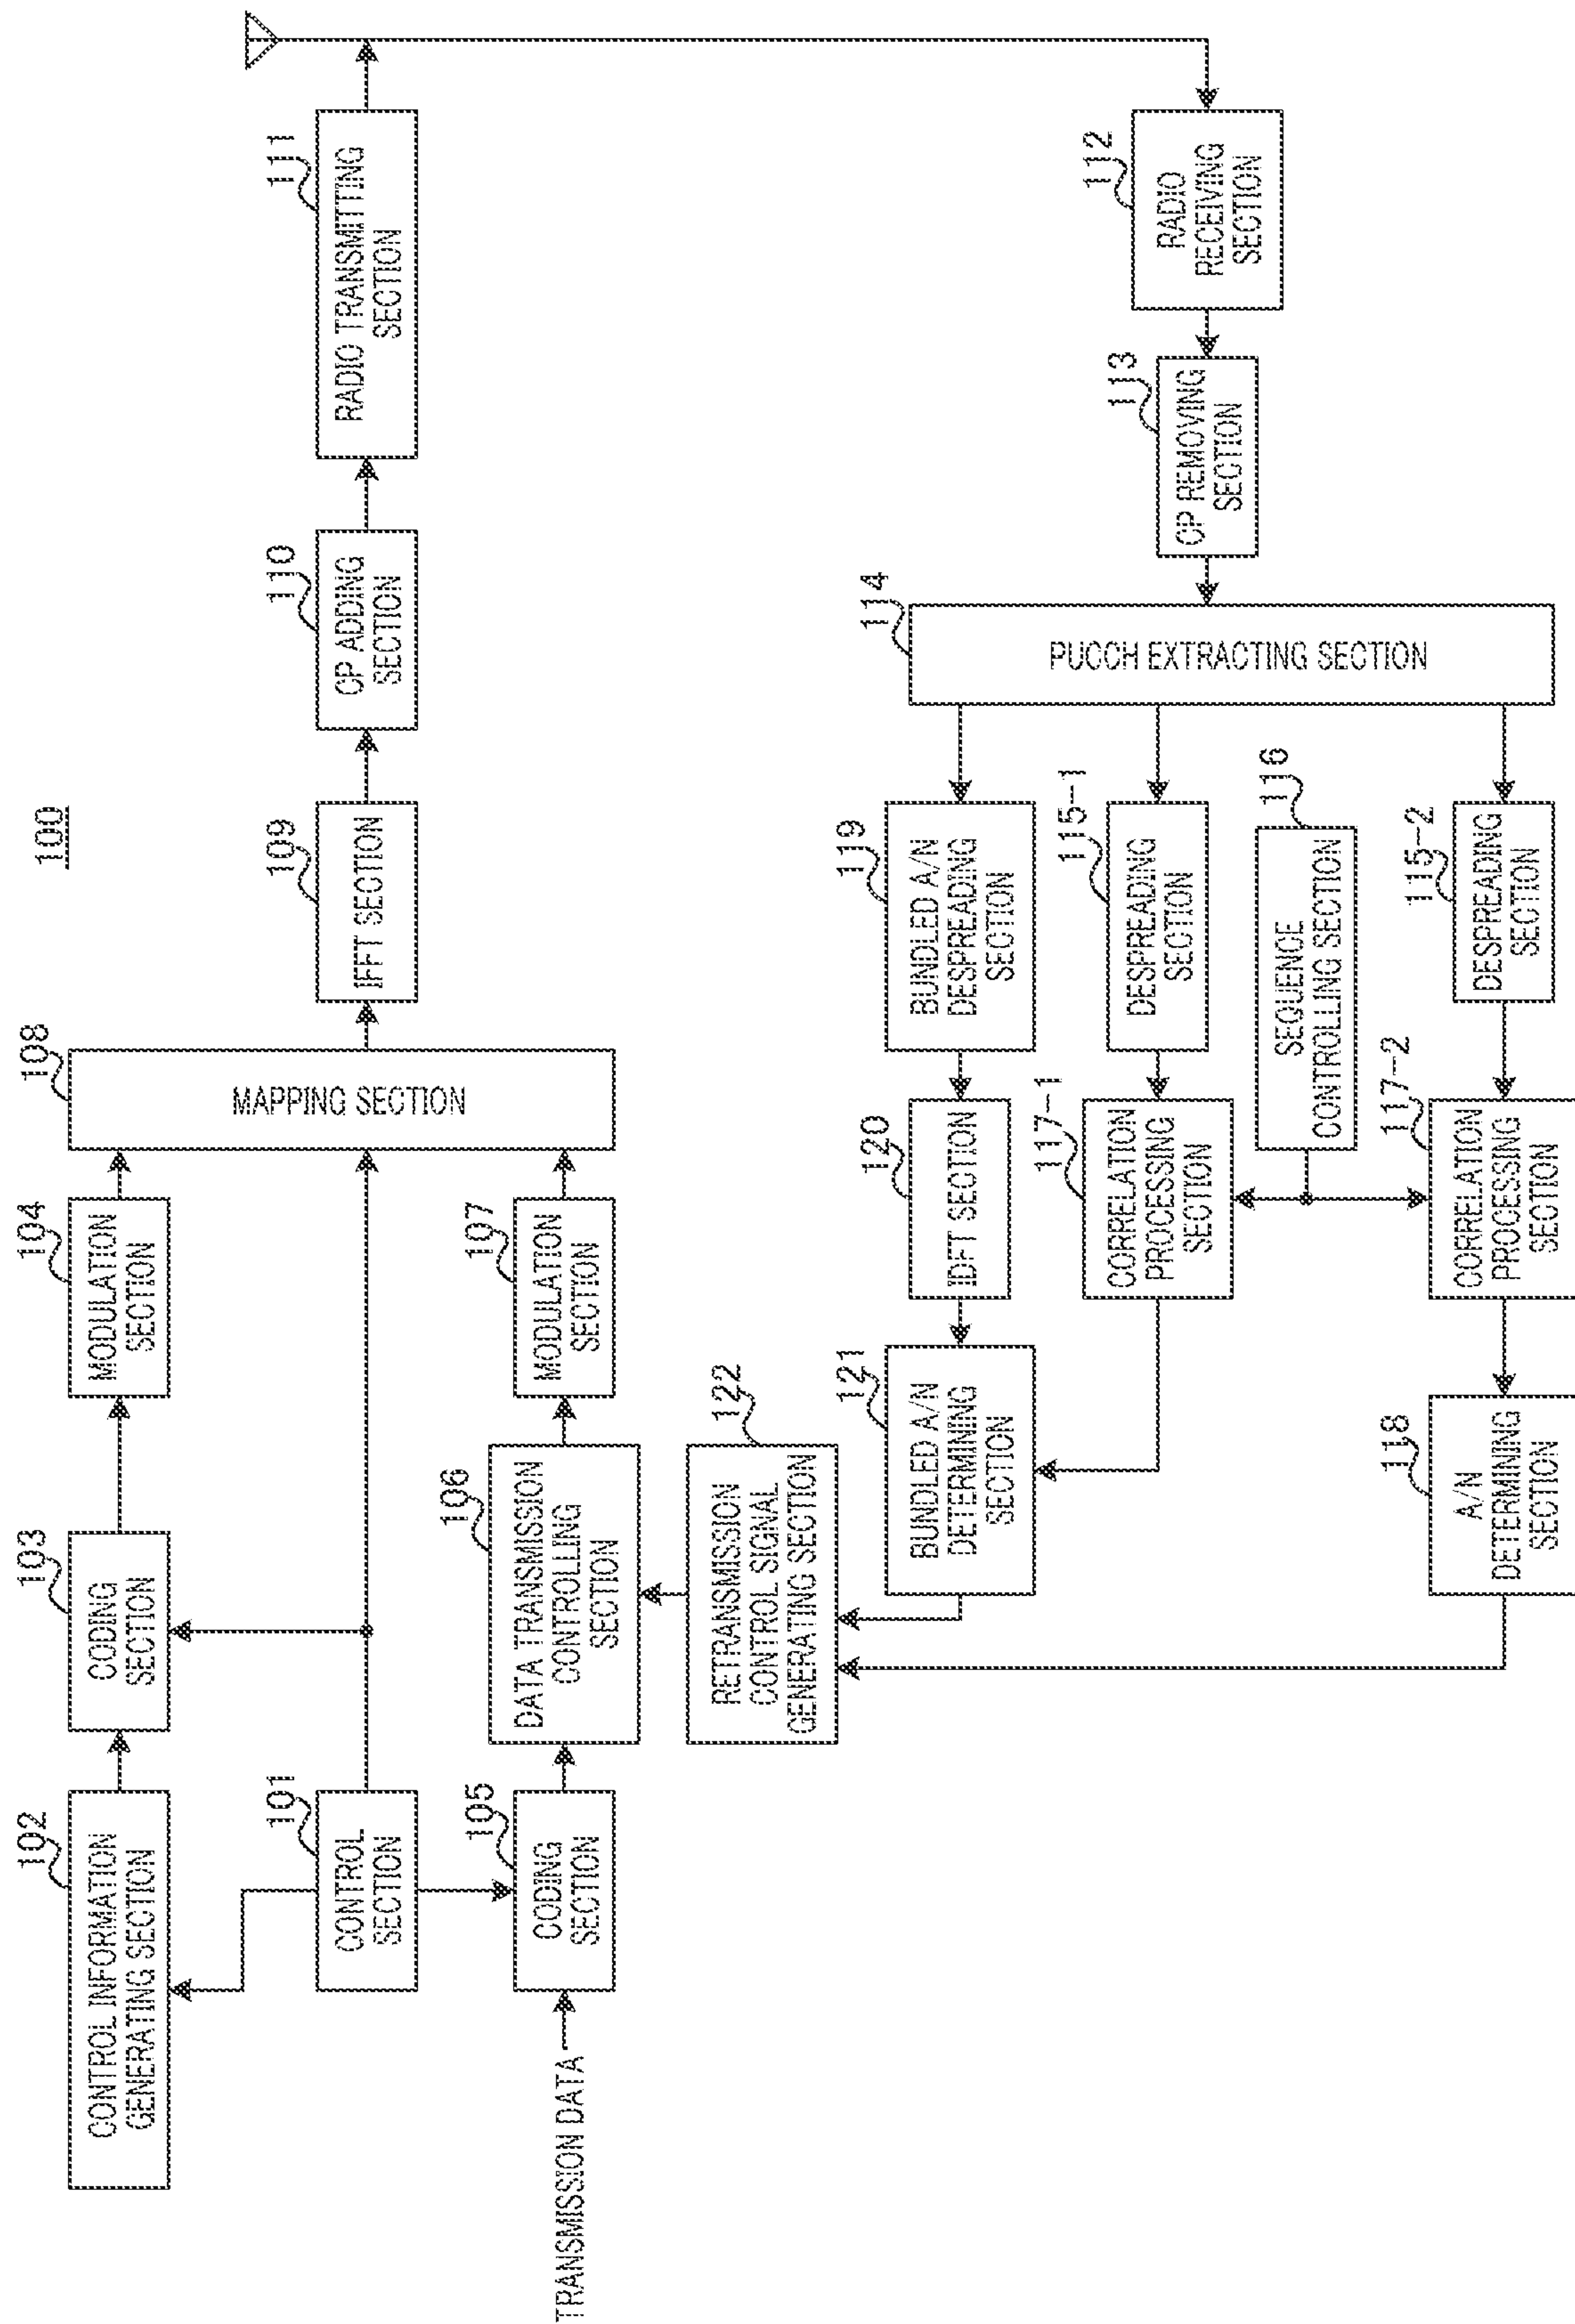 100
102
CONTROL INFORMATION
GENERATING SECTION
103
CODING
SECTION
104
MODULATION
SECTION
108
MAPPING SECTION
101
CONTROL
SECTION
109
IFFT SECTION
110
CP ADDING
SECTION
111
RADIO TRANSMITTING
SECTION
TRANSMISSION DATA
105
CODING
SECTION
106
DATA TRANSMISSION
CONTROLLING
SECTION
107
MODULATION
SECTION
122
RETRANSMISSION
CONTROL SIGNAL
GENERATING SECTION
121
BUNDLED A/N
DETERMINING
SECTION
120
IDFT SECTION
119
BUNDLED A/N
DESPREADING
SECTION
114
PUCCH EXTRACTING SECTION
113
CP REMOVING
SECTION
112
RADIO
RECEIVING
SECTION
117-1
CORRELATION
PROCESSING
SECTION
115-1
DESPREADING
SECTION
116
SEQUENCE
CONTROLLING SECTION
118
A/N
DETERMINING
SECTION
117-2
CORRELATION
PROCESSING
SECTION
115-2
DESPREADING
SECTION